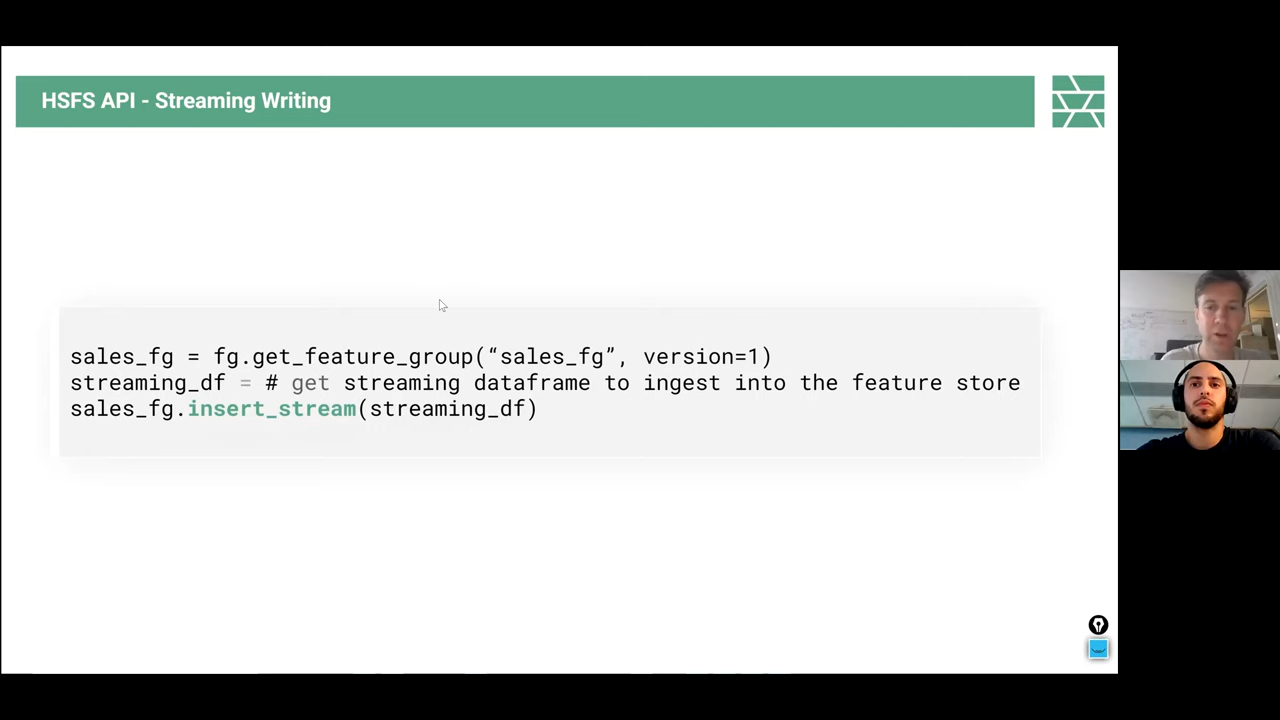 HSFS API - Streaming Writing
sales_fg = fg.get_feature_group(“sales_fg”, version=1)
streaming_df = # get streaming dataframe to ingest into the feature store
sales_fg.insert_stream(streaming_df)